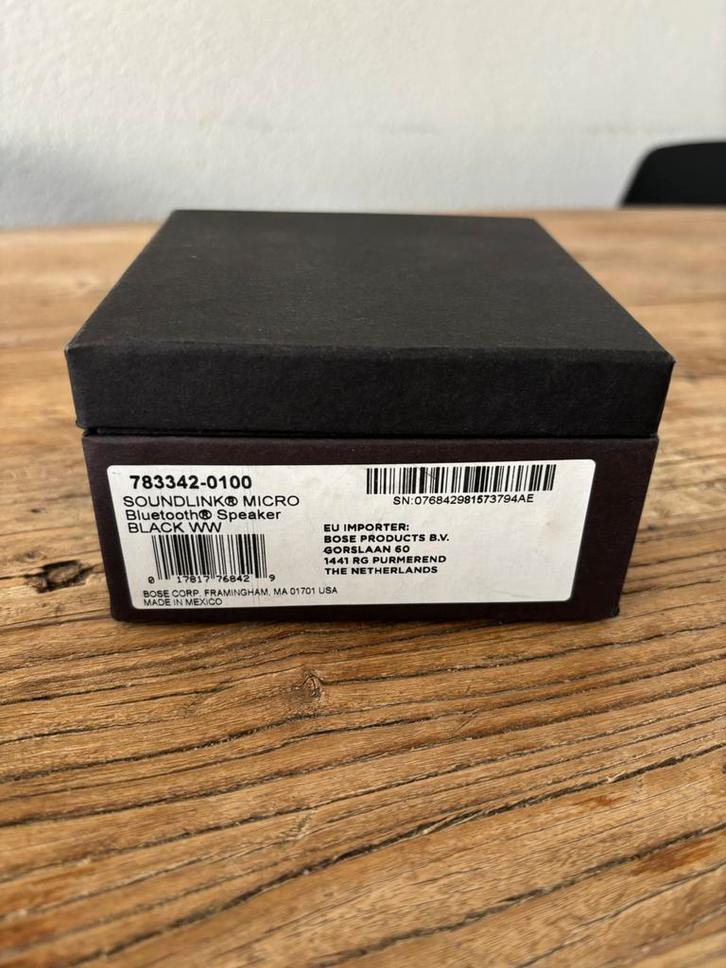 783342-0100
SOUNDLINK® MICRO
Bluetooth® Speaker
BLACK WW
0 17817 76842 9
BOSE CORP. FRAMINGHAM, MA 01701 USA
MADE IN MEXICO
SN:076842981573794AE
EU IMPORTER:
BOSE PRODUCTS B.V.
GORSLAAN 60
1441 RG PURMEREND
THE NETHERLANDS